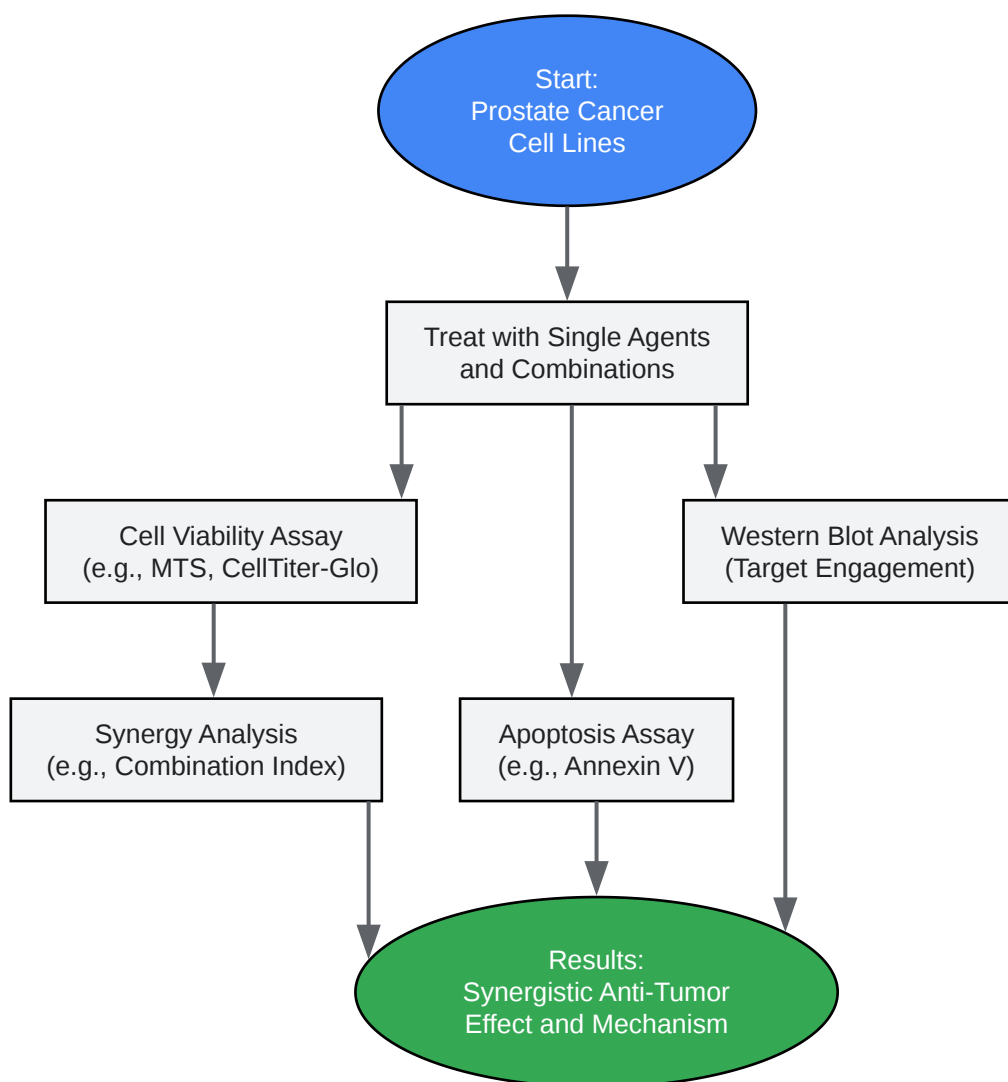 Start:
Prostate Cancer
Cell Lines
Treat with Single Agents
and Combinations
Cell Viability Assay
(e.g., MTS, CellTiter-Glo)
Western Blot Analysis
(Target Engagement)
Synergy Analysis
(e.g., Combination Index)
Apoptosis Assay
(e.g., Annexin V)
Results:
Synergistic Anti-Tumor
Effect and Mechanism